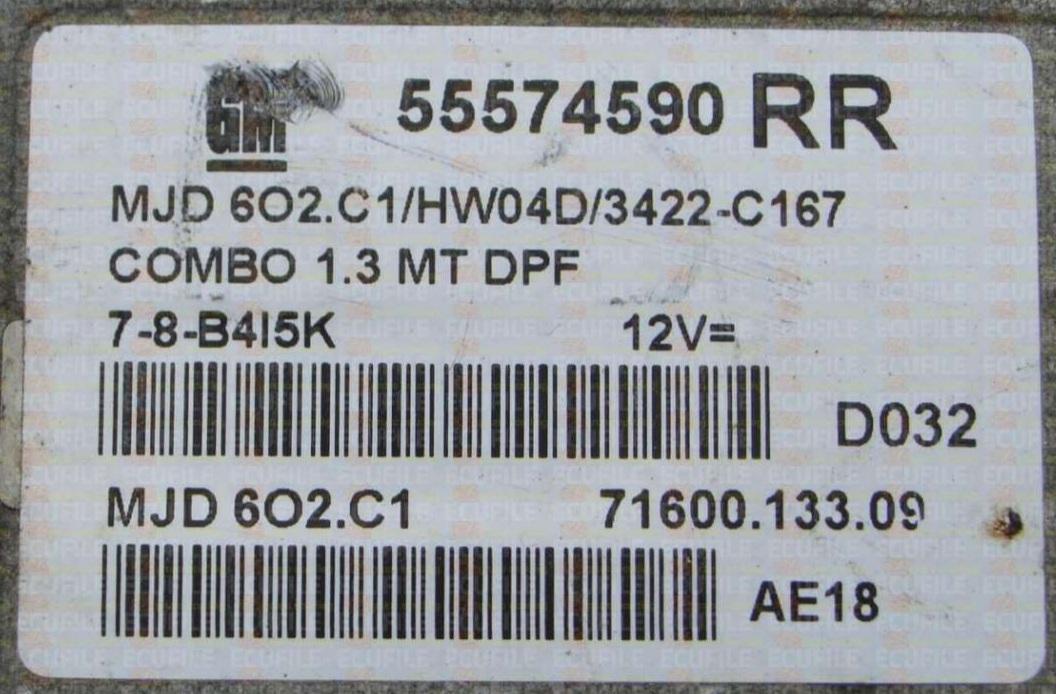 GM 55574590 RR
MJD 6O2.C1/HW04D/3422-C167
COMBO 1.3 MT DPF
7-8-B4I5K 12V=
D032
MJD 6O2.C1 71600.133.09
AE18